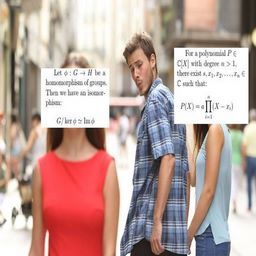 Let ϕ : G → H be a
homomorphism of groups.
Then we have an isomor-
phism:
G/ ker ϕ ≃ Im ϕ
For a polynomial P ∈
ℂ[X] with degree n > 1,
there exist s, x₁, x₂, ..., xₙ ∈
ℂ such that:
P(X) = a ∏ᵢ₌₁ⁿ (X − xᵢ)